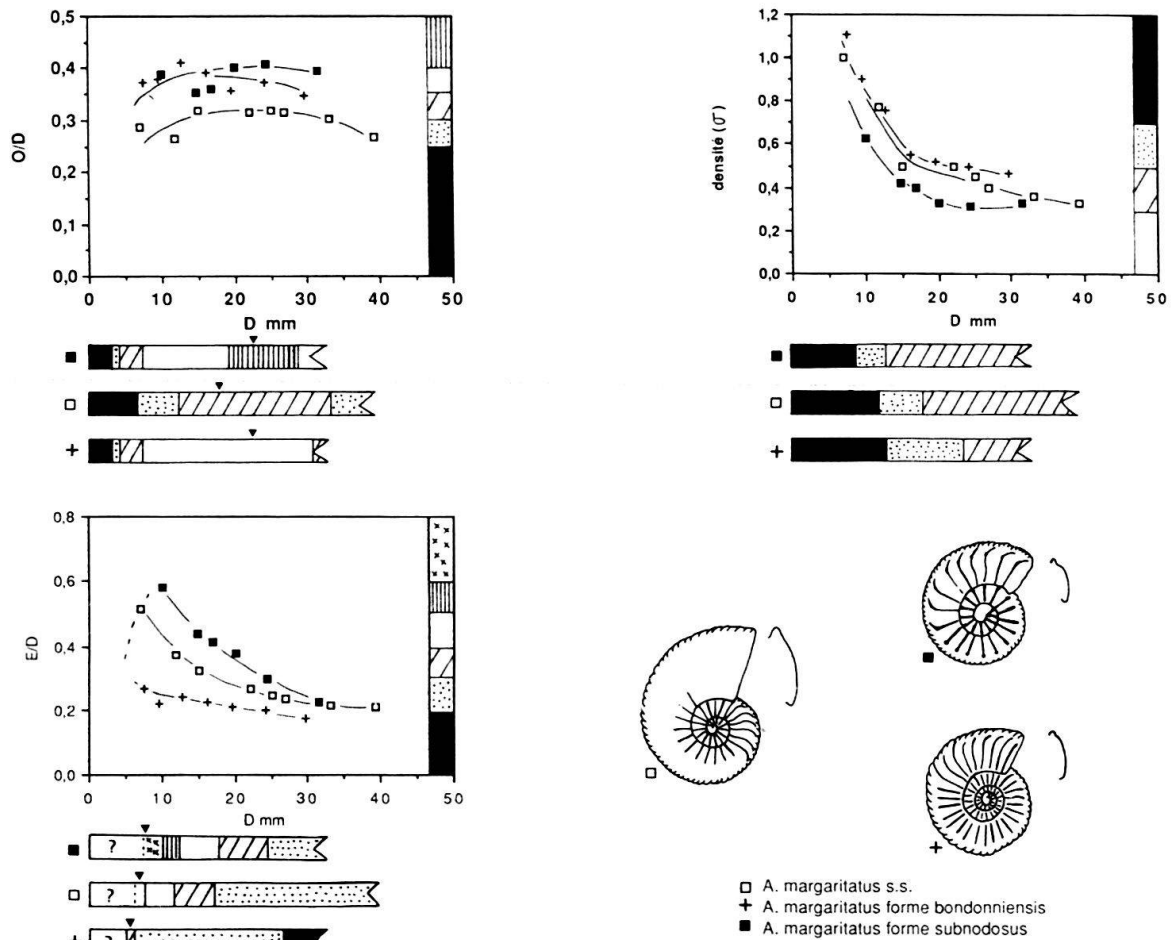 O/D
0,5
0,4
0,3
0,2
0,1
0,0
0 10 20 30 40 50
D mm
densité (σ)
1,2
1,0
0,8
0,6
0,4
0,2
0,0
0 10 20 30 40 50
D mm
E/D
0,8
0,6
0,4
0,2
0,0
0 10 20 30 40 50
D mm
?
?
?
A. margaritatus s.s.
A. margaritatus forme bondonniensis
A. margaritatus forme subnodosus